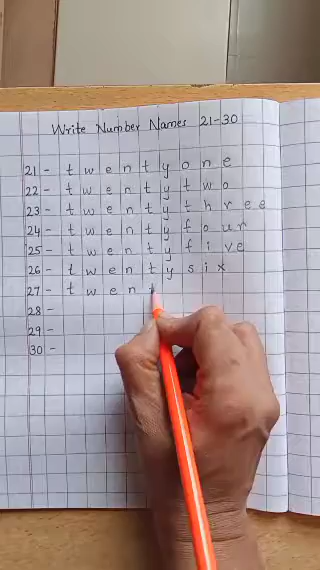 Write Number Names 21-30
21 - twentyone
22 - twentytwo
23 - twentythree
24 - twentyfour
25 - twentyfive
26 - twentysix
27 - twent
28 -
29 -
30 -